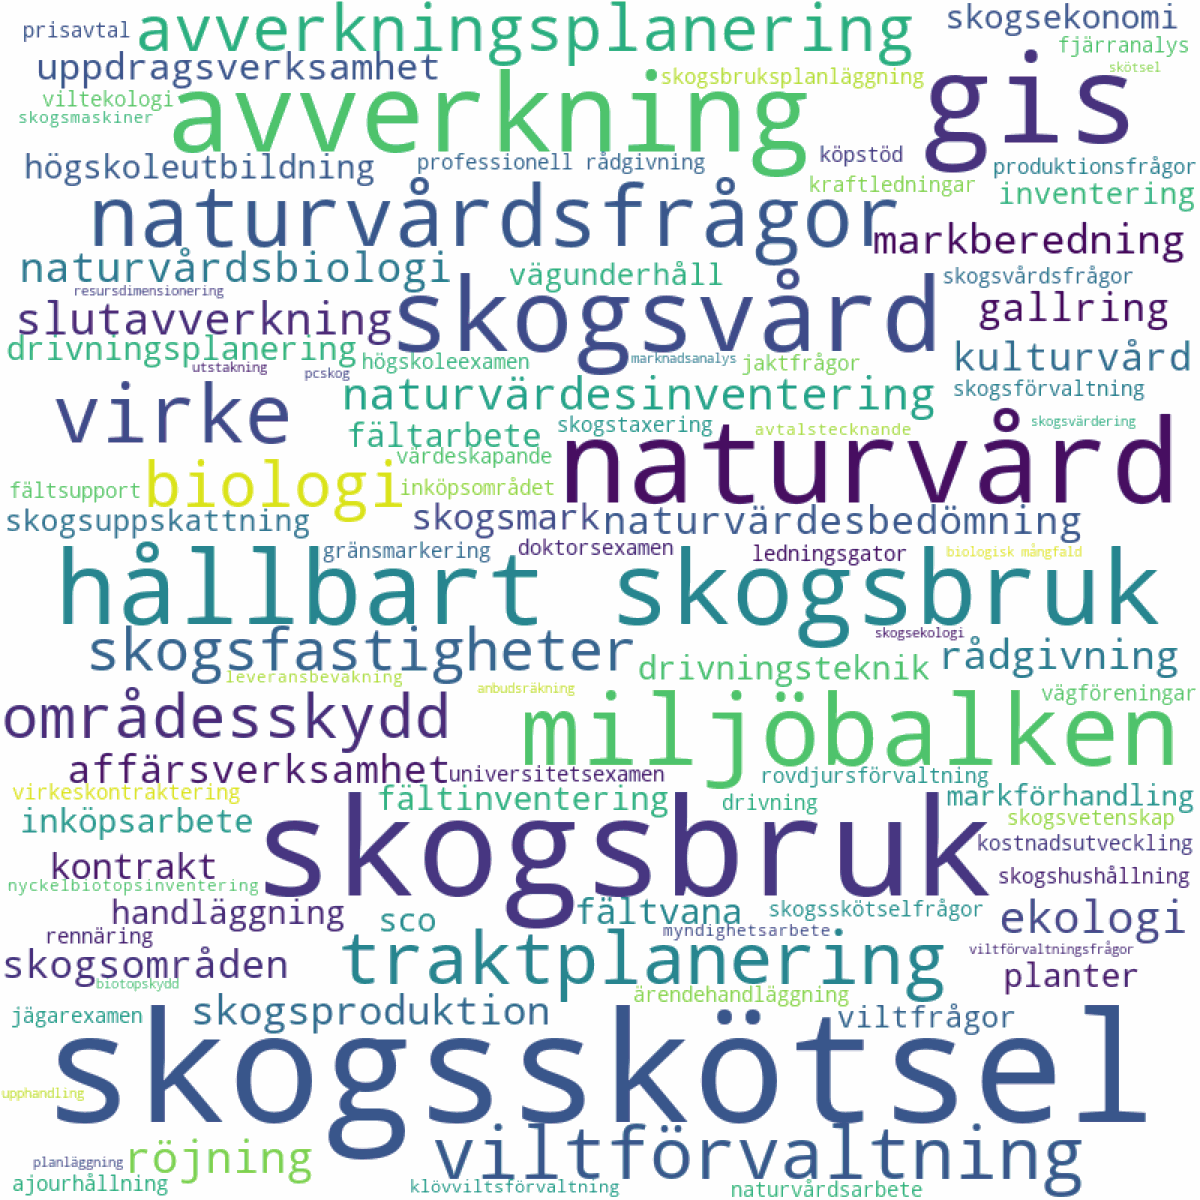 prisavtal
avverkningsplanering
skogsekonomi
fjärranalys
uppdragsverksamhet
skogsbruksplanläggning
skötsel
gis
viltekologi
avverkning
skogsmaskiner
högskoleutbildning
professionell rådgivning
köpstöd
produktionsfrågor
kraftledningar
inventering
naturvårdsfrågor
markberedning
naturvårdsbiologi
vägunderhåll
skogsvårdsfrågor
resursdimensionering
skogsvård
gallring
slutavverkning
drivningsplanering
högskoleexamen
marknadsanalys
jaktfrågor
kulturvård
utstakning
pcskog
naturvärdesinventering
skogsförvaltning
virke
skogstaxering
avtalstecknande
skogsvärdering
fältarbete
naturvård
värdeskapande
fältsupport
biologi
inköpsområdet
skogsuppskattning
skogsmark
naturvärdesbedömning
gränsmarkering
doktorsexamen
ledningsgator
biologisk mångfald
hållbart skogsbruk
skogsekologi
skogsfastigheter
drivningsteknik
rådgivning
leveransbevakning
anbudsräkning
vägföreningar
områdesskydd
miljöbalken
affärsverksamhet
universitetsexamen
rovdjursförvaltning
virkeskontraktering
fältinventering
drivning
markförhandling
inköpsarbete
skogsvetenskap
skogsbruk
kostnadsutveckling
kontrakt
skogshushållning
nyckelbiotopsinventering
handläggning
sco
fältvana
skogsskötselfrågor
ekologi
rennäring
myndighetsarbete
viltförvaltningsfrågor
skogsområden
traktplanering
planter
biotopskydd
ärendehandläggning
jägarexamen
skogsproduktion
viltfrågor
skogsskötsel
upphandling
röjning
viltförvaltning
planläggning
ajourhållning
klövviltsförvaltning
naturvårdsarbete